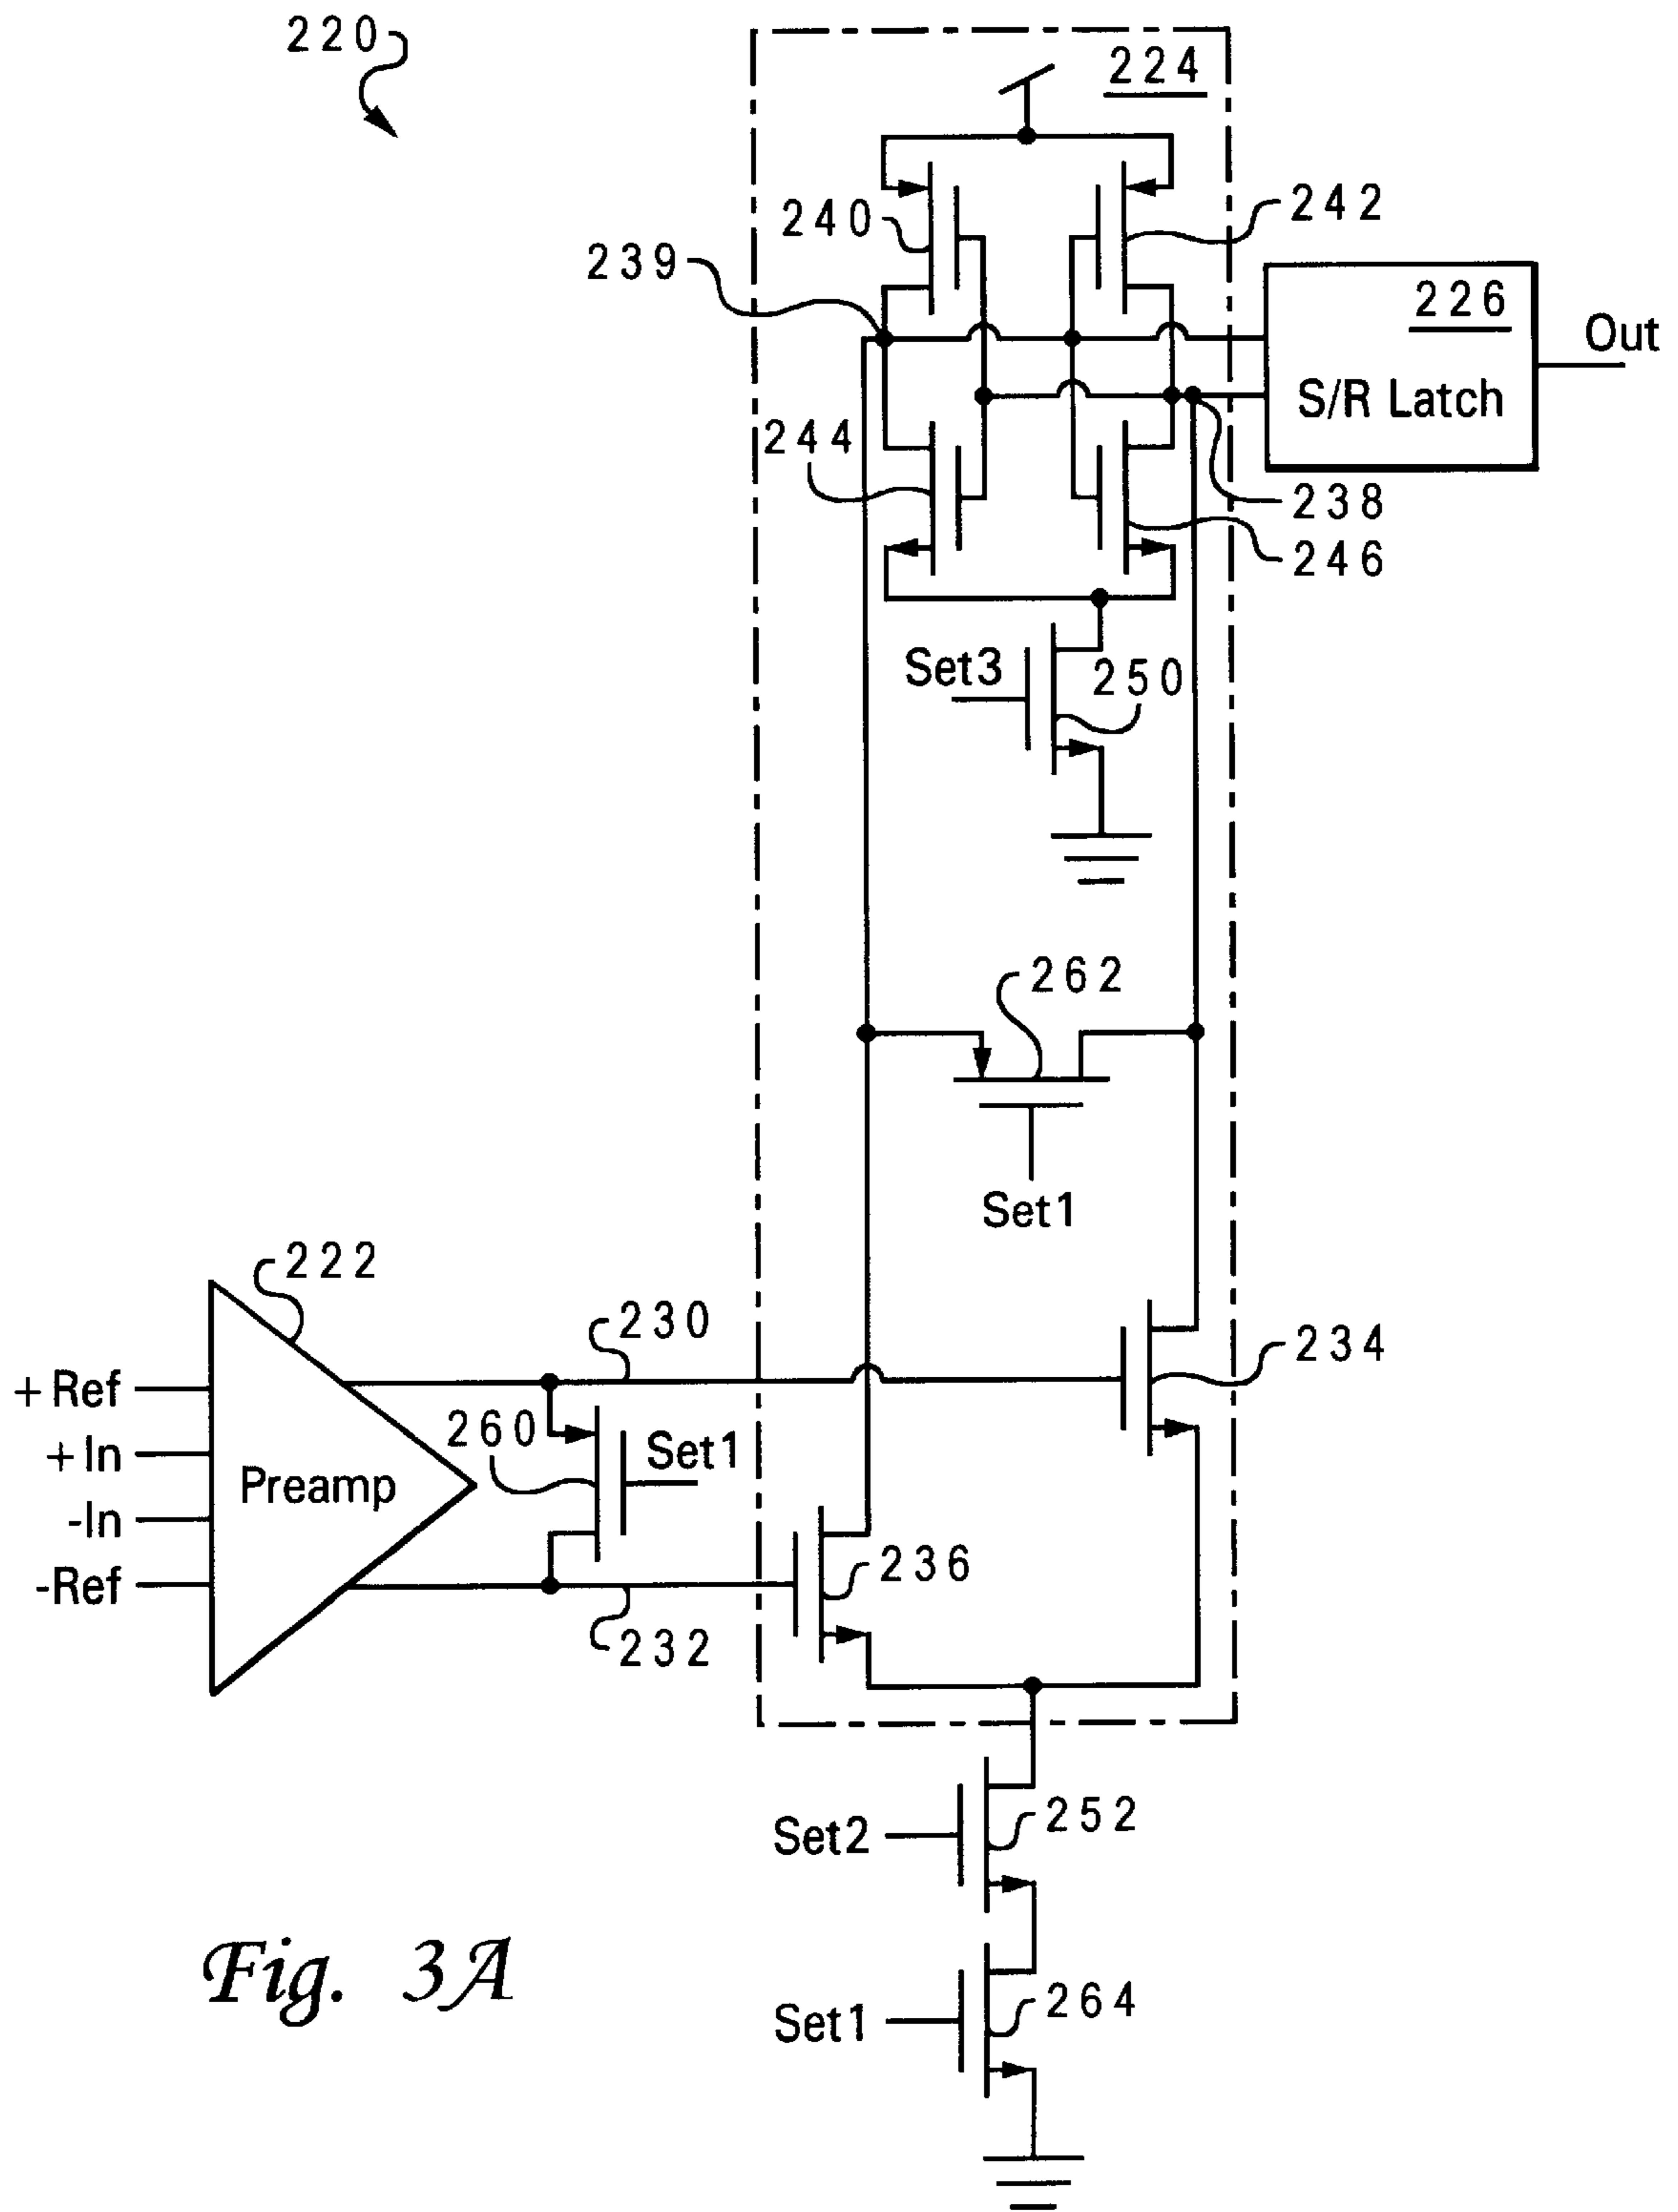 220
224
240
242
239
226
Out
S/R Latch
244
238
246
Set3
250
262
Set1
222
230
234
+Ref
260
Set1
+In
Preamp
-In
236
-Ref
232
252
Set2
Fig. 3A
264
Set1